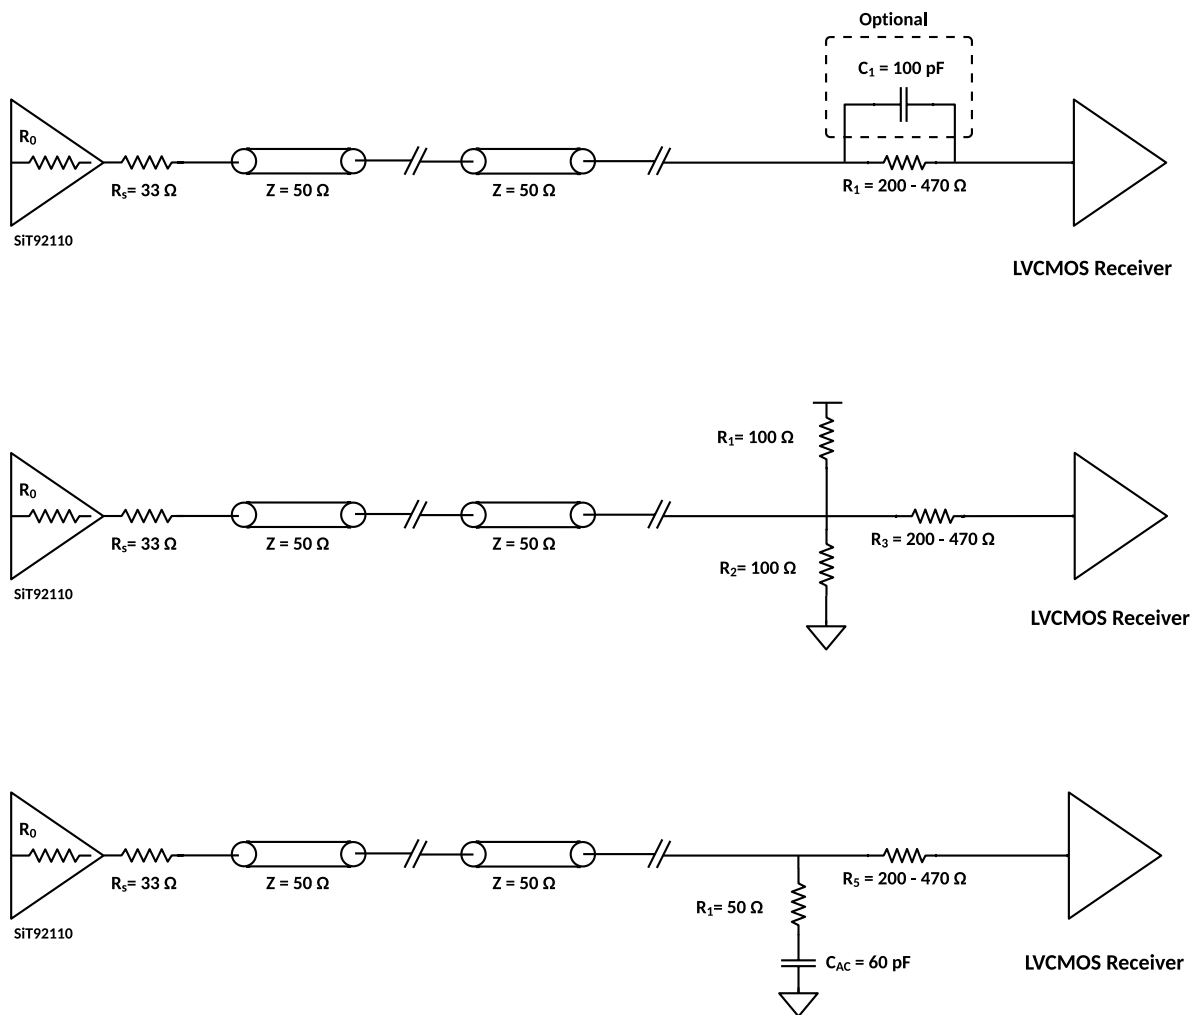 Optional
C₁ = 100 pF
R₀
Rₛ= 33 Ω
Z = 50 Ω
Z = 50 Ω
R₁ = 200 - 470 Ω
SiT92110
LVCMOS Receiver
R₁= 100 Ω
R₀
Rₛ= 33 Ω
Z = 50 Ω
Z = 50 Ω
R₃ = 200 - 470 Ω
R₂= 100 Ω
SiT92110
LVCMOS Receiver
R₀
Rₛ= 33 Ω
Z = 50 Ω
Z = 50 Ω
R₅ = 200 - 470 Ω
R₁= 50 Ω
SiT92110
C_AC = 60 pF
LVCMOS Receiver